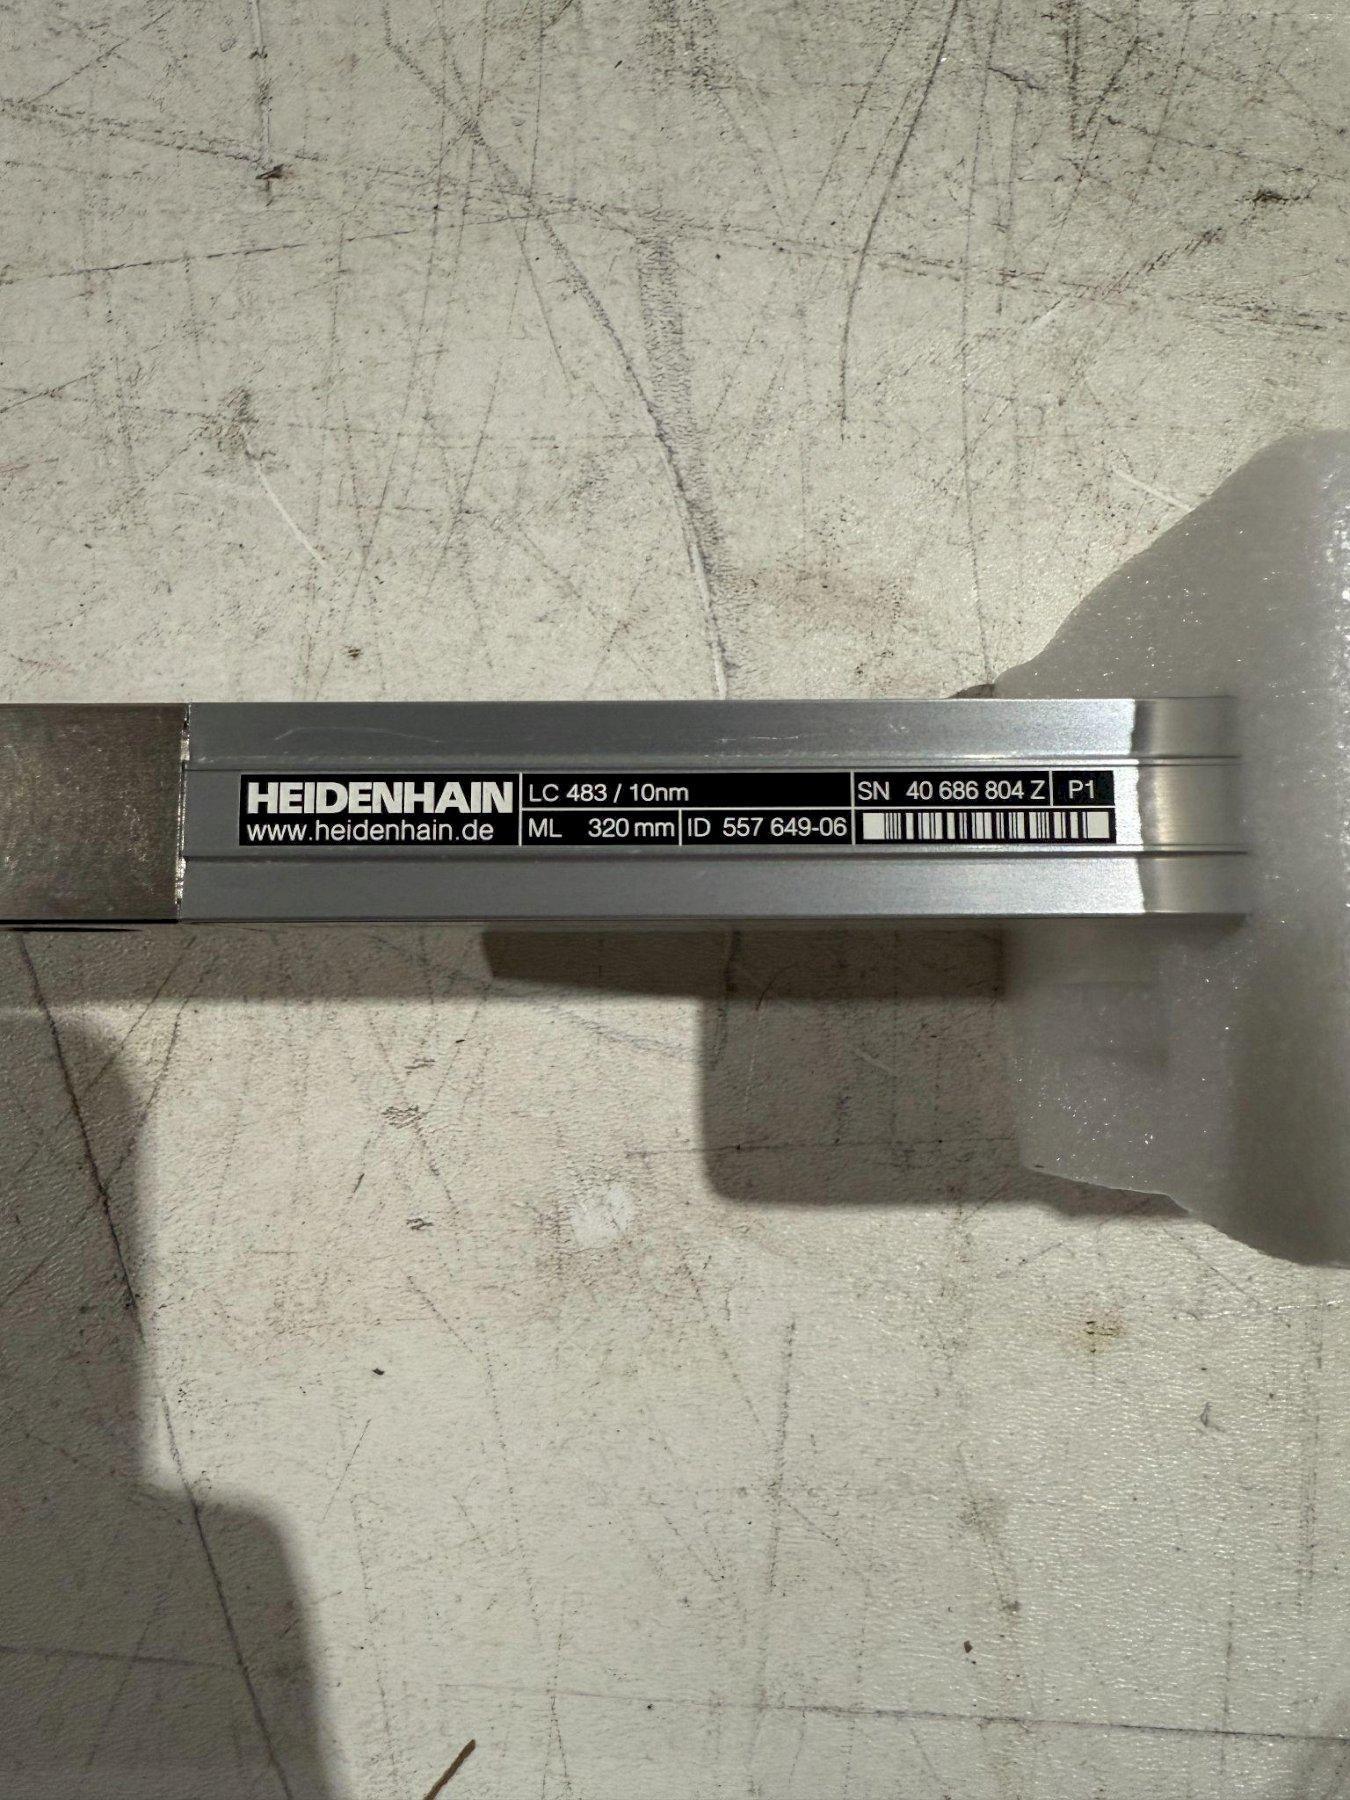 HEIDENHAIN
www.heidenhain.de
LC 483 / 10nm
ML 320 mm
ID 557 649-06
SN 40 686 804 Z
P1